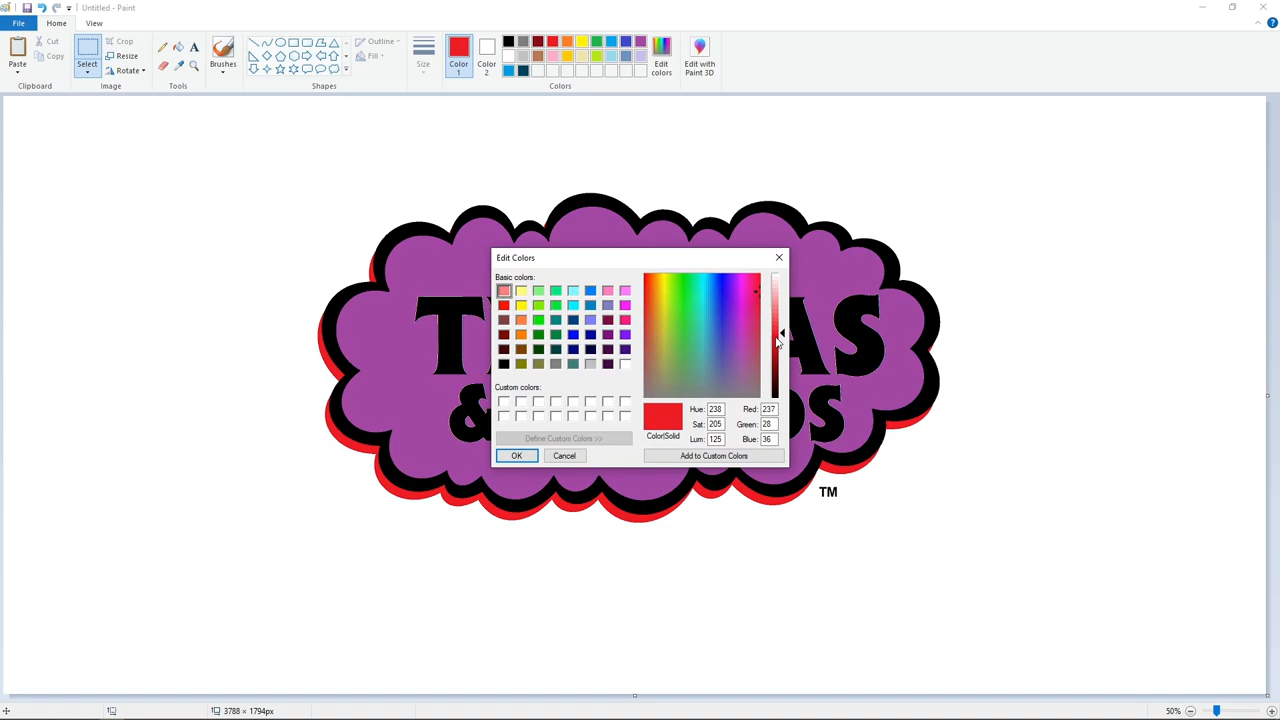 Untitled - Paint
File Home View
Paste
Cut
Copy
Clipboard
Select
Crop
Resize
Rotate
Image
Tools
Brushes
Outline
Fill
Shapes
Size
Color 1
Color 2
Edit colors
Colors
Edit with Paint 3D
T AS
& OS
TM
Edit Colors
Basic colors:
Custom colors:
Define Custom Colors >>
OK Cancel
Color|Solid
Hue: 238 Red: 237
Sat: 205 Green: 28
Lum: 125 Blue: 36
Add to Custom Colors
3788 × 1794px
50%